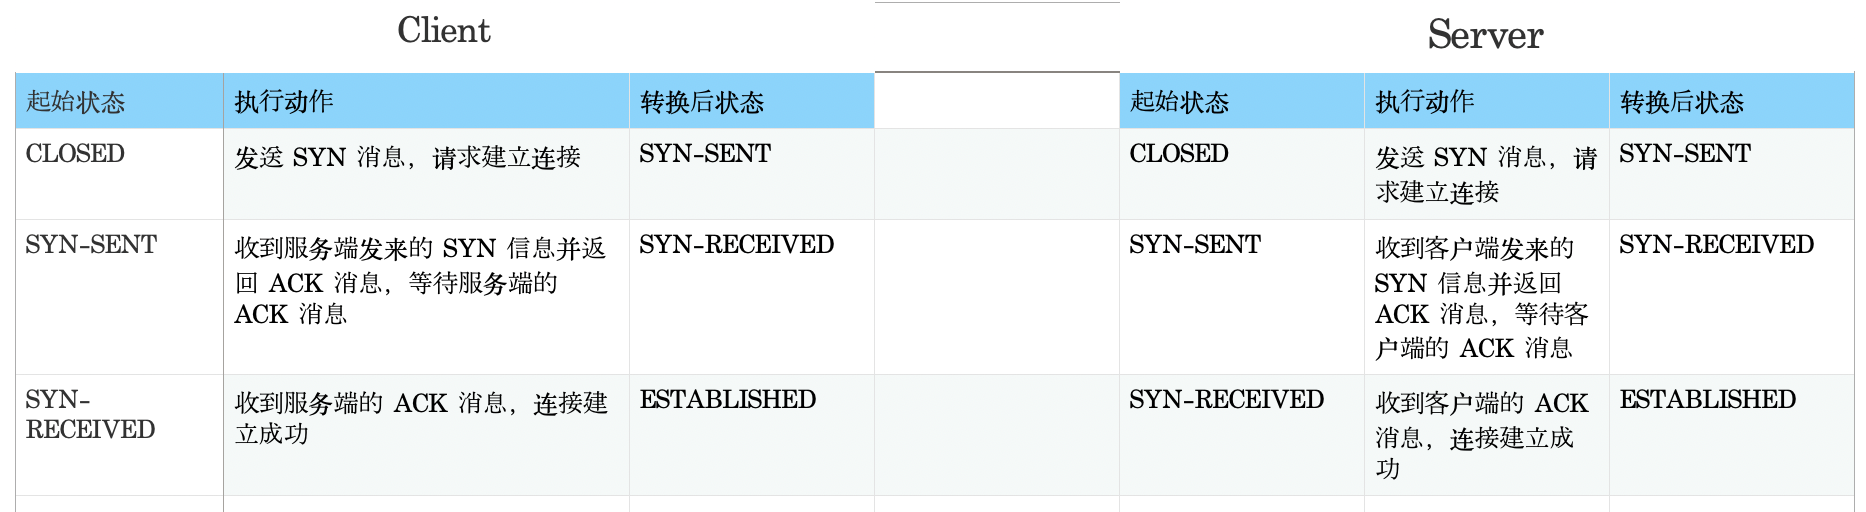 Client
Server
起始状态
执行动作
转换后状态
起始状态
执行动作
转换后状态
CLOSED
发送 SYN 消息，请求建立连接
SYN-SENT
CLOSED
发送 SYN 消息，请
求建立连接
SYN-SENT
SYN-SENT
收到服务端发来的 SYN 信息并返
回 ACK 消息，等待服务端的
ACK 消息
SYN-RECEIVED
SYN-SENT
收到客户端发来的
SYN 信息并返回
ACK 消息，等待客
户端的 ACK 消息
SYN-RECEIVED
SYN-
RECEIVED
收到服务端的 ACK 消息，连接建
立成功
ESTABLISHED
SYN-RECEIVED
收到客户端的 ACK
消息，连接建立成
功
ESTABLISHED